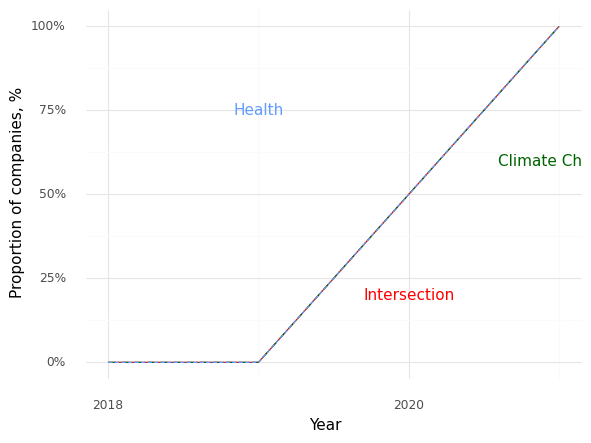 100%
Health
75%
Climate Ch
50%
25%
Intersection
0%
Proportion of companies, %
2018
2020
Year